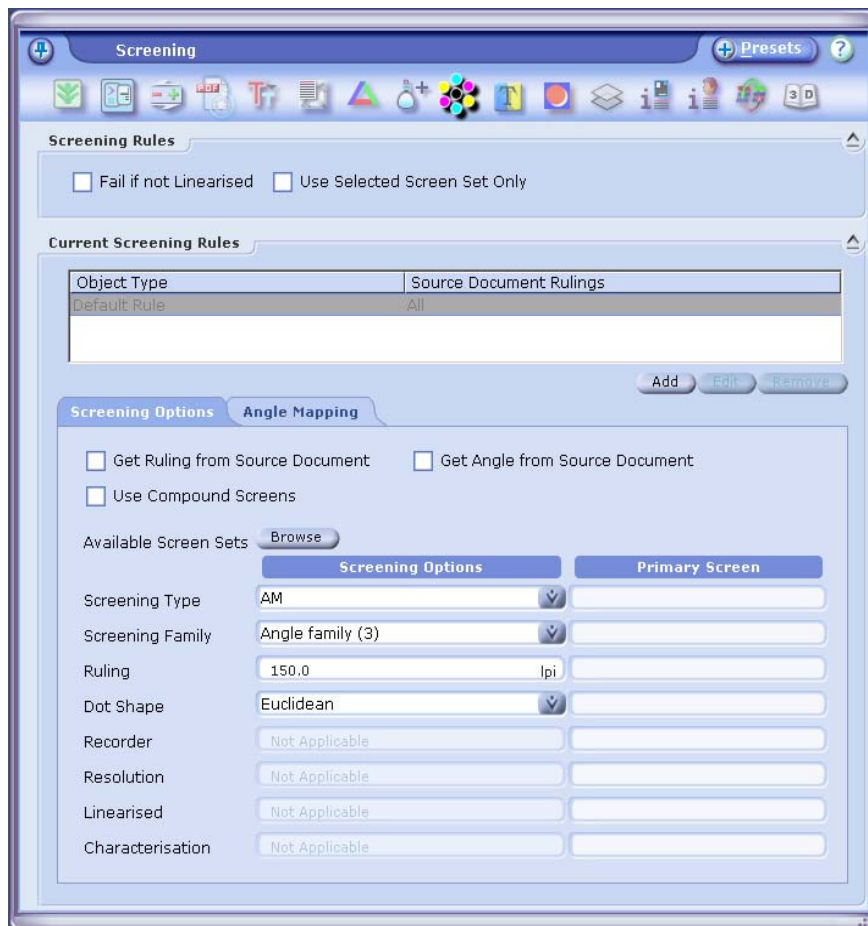 Screening
Presets ?
PDF
T
i i 3D
Screening Rules
Fail if not Linearised Use Selected Screen Set Only
Current Screening Rules
Object Type Source Document Rulings
Default Rule All
Add Edit Remove
Screening Options Angle Mapping
Get Ruling from Source Document Get Angle from Source Document
Use Compound Screens
Available Screen Sets Browse
Screening Options Primary Screen
Screening Type AM
Screening Family Angle family (3)
Ruling 150.0 lpi
Dot Shape Euclidean
Recorder Not Applicable
Resolution Not Applicable
Linearised Not Applicable
Characterisation Not Applicable